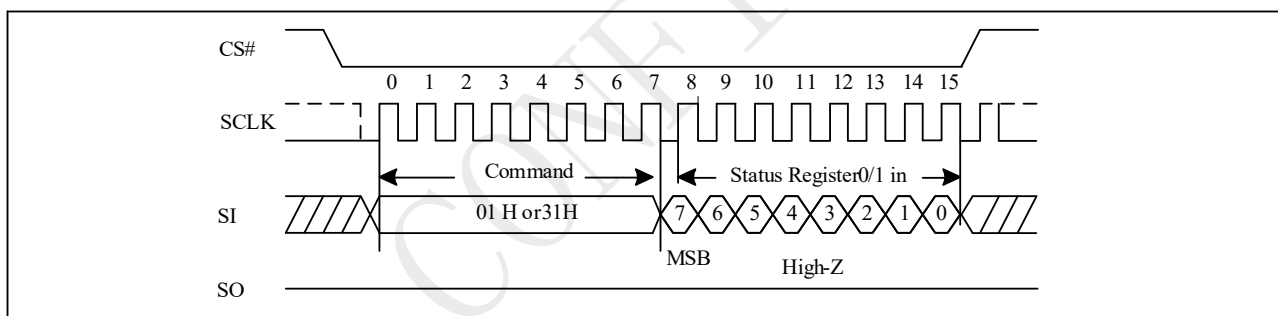 CONFI
CS#
0 1 2 3 4 5 6 7 8 9 10 11 12 13 14 15
SCLK
Command
Status Register0/1 in
SI
01 H or31H
7 6 5 4 3 2 1 0
MSB
High-Z
SO